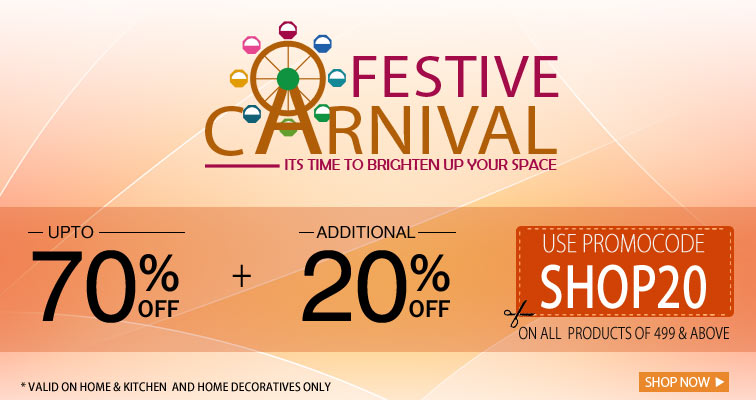 FESTIVE
CARNIVAL
ITS TIME TO BRIGHTEN UP YOUR SPACE
UPTO
70% OFF
+
ADDITIONAL
20% OFF
USE PROMOCODE
SHOP20
ON ALL PRODUCTS OF 499 & ABOVE
* VALID ON HOME & KITCHEN AND HOME DECORATIVES ONLY
SHOP NOW